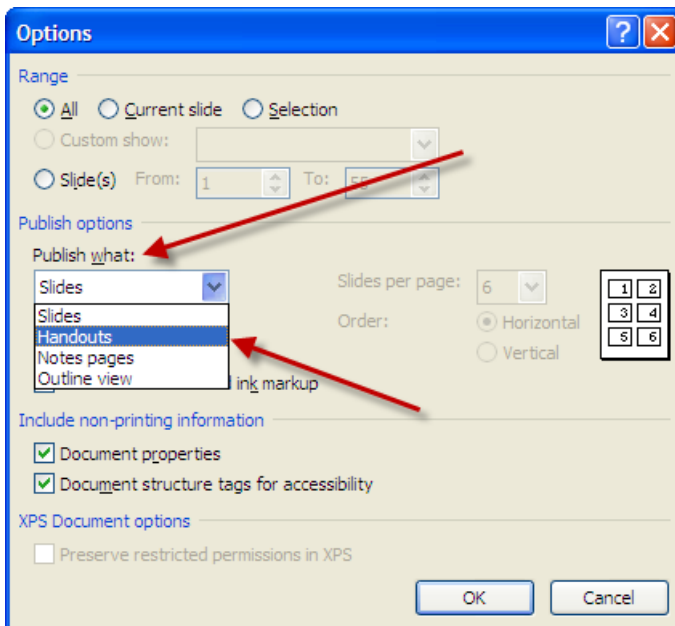 Options
Range
All Current slide Selection
Custom show:
Slide(s) From: 1 To: 55
Publish options
Publish what:
Slides Slides per page: 6
Slides
Handouts
Notes pages
Outline view
Order: Horizontal
Vertical
1 2
3 4
5 6
ink markup
Include non-printing information
Document properties
Document structure tags for accessibility
XPS Document options
Preserve restricted permissions in XPS
OK Cancel